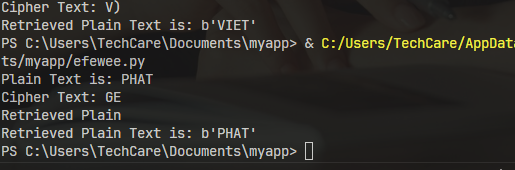 Cipher Text: V)
Retrieved Plain Text is: b'VIET'
PS C:\Users\TechCare\Documents\myapp> & C:/Users/TechCare/AppData
ts/myapp/efewee.py
Plain Text is: PHAT
Cipher Text: GE
Retrieved Plain
Retrieved Plain Text is: b'PHAT'
PS C:\Users\TechCare\Documents\myapp>